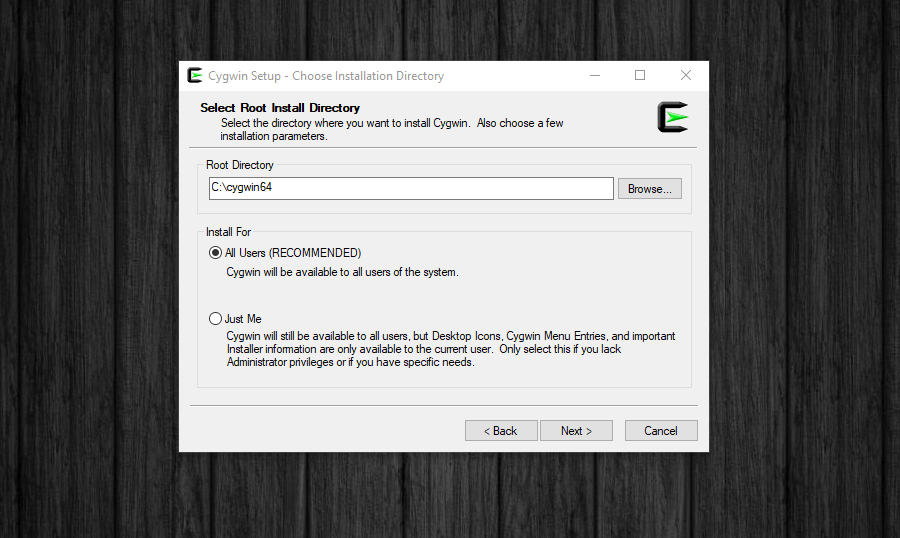 Cygwin Setup - Choose Installation Directory
Select Root Install Directory
Select the directory where you want to install Cygwin. Also choose a few
installation parameters.
Root Directory
C:\cygwin64
Browse...
Install For
All Users (RECOMMENDED)
Cygwin will be available to all users of the system.
Just Me
Cygwin will still be available to all users, but Desktop Icons, Cygwin Menu Entries, and important
Installer information are only available to the current user. Only select this if you lack
Administrator privileges or if you have specific needs.
< Back
Next >
Cancel